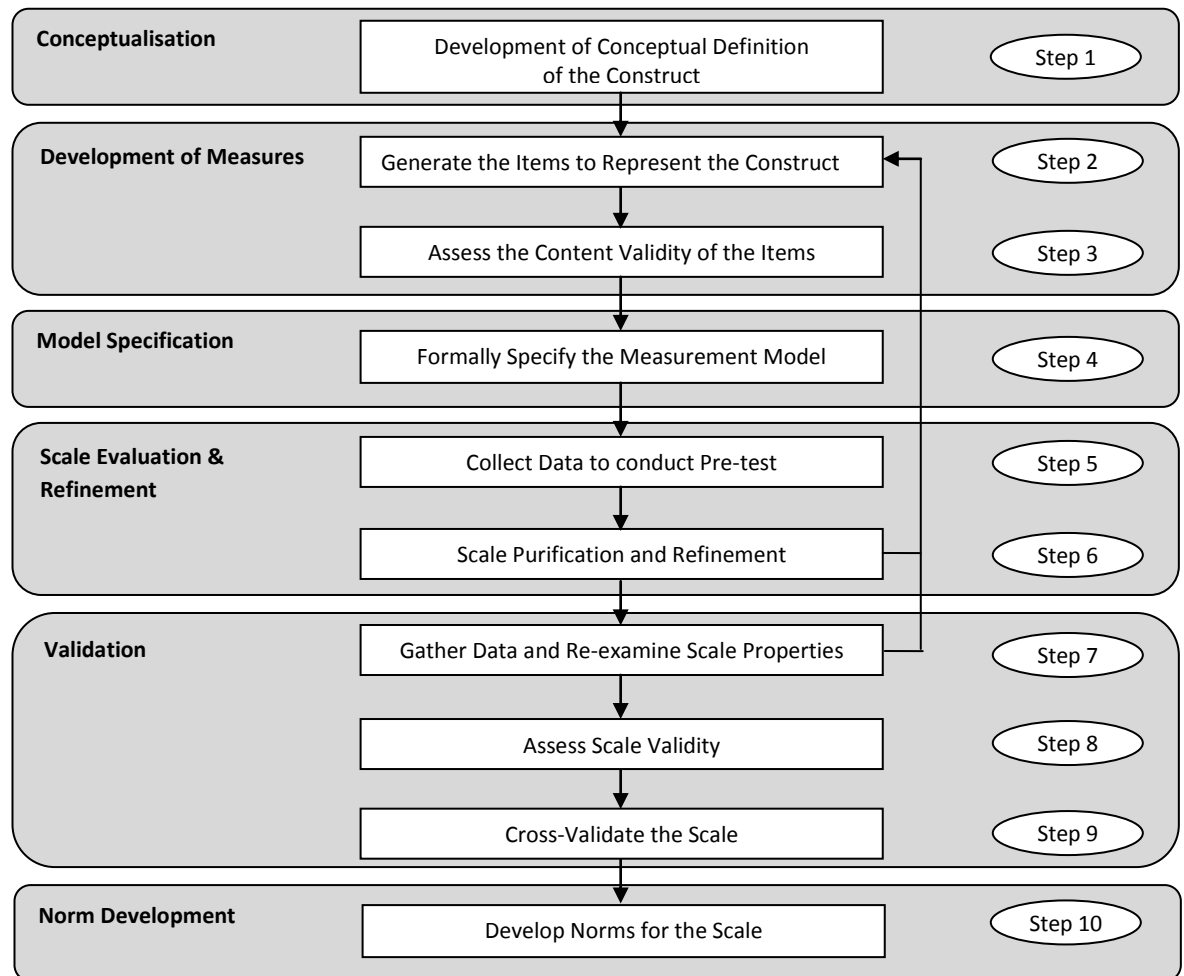 Conceptualisation
Development of Conceptual Definition
of the Construct
Step 1
Development of Measures
Generate the Items to Represent the Construct
Step 2
Assess the Content Validity of the Items
Step 3
Model Specification
Formally Specify the Measurement Model
Step 4
Scale Evaluation &
Refinement
Collect Data to conduct Pre-test
Step 5
Scale Purification and Refinement
Step 6
Validation
Gather Data and Re-examine Scale Properties
Step 7
Assess Scale Validity
Step 8
Cross-Validate the Scale
Step 9
Norm Development
Develop Norms for the Scale
Step 10